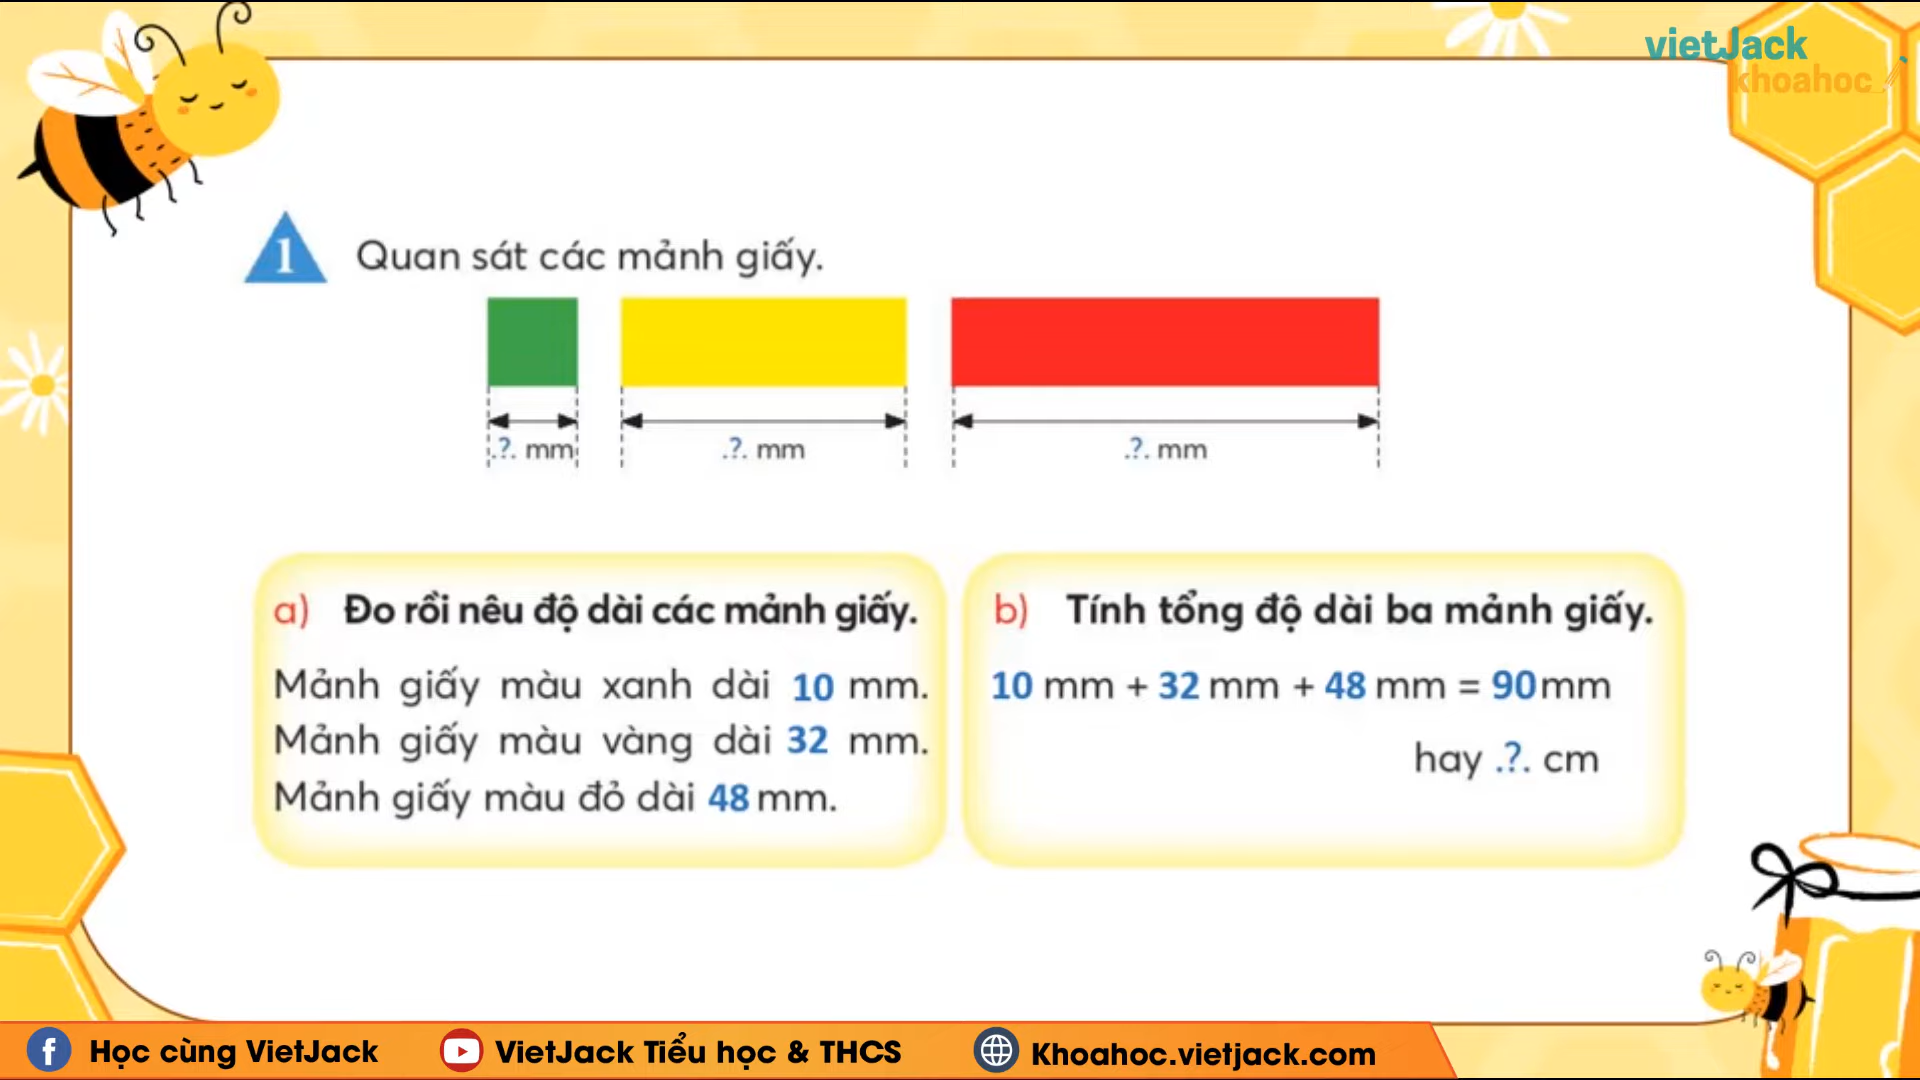 vietJack
khoahoc
1 Quan sát các mảnh giấy.
.?. mm .?. mm .?. mm
a) Đo rồi nêu độ dài các mảnh giấy.
Mảnh giấy màu xanh dài 10 mm.
Mảnh giấy màu vàng dài 32 mm.
Mảnh giấy màu đỏ dài 48 mm.
b) Tính tổng độ dài ba mảnh giấy.
10 mm + 32 mm + 48 mm = 90 mm
hay .?. cm
Học cùng VietJack VietJack Tiểu học & THCS Khoahoc.vietjack.com